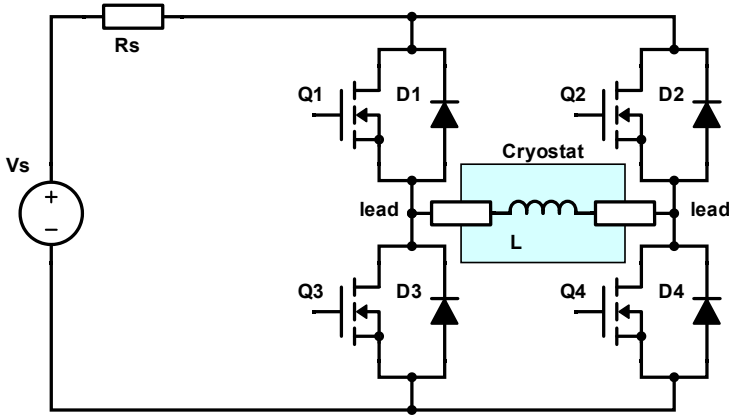 Rs
Q1
D1
Q2
D2
Vs
+
−
Cryostat
lead
lead
L
Q3
D3
Q4
D4